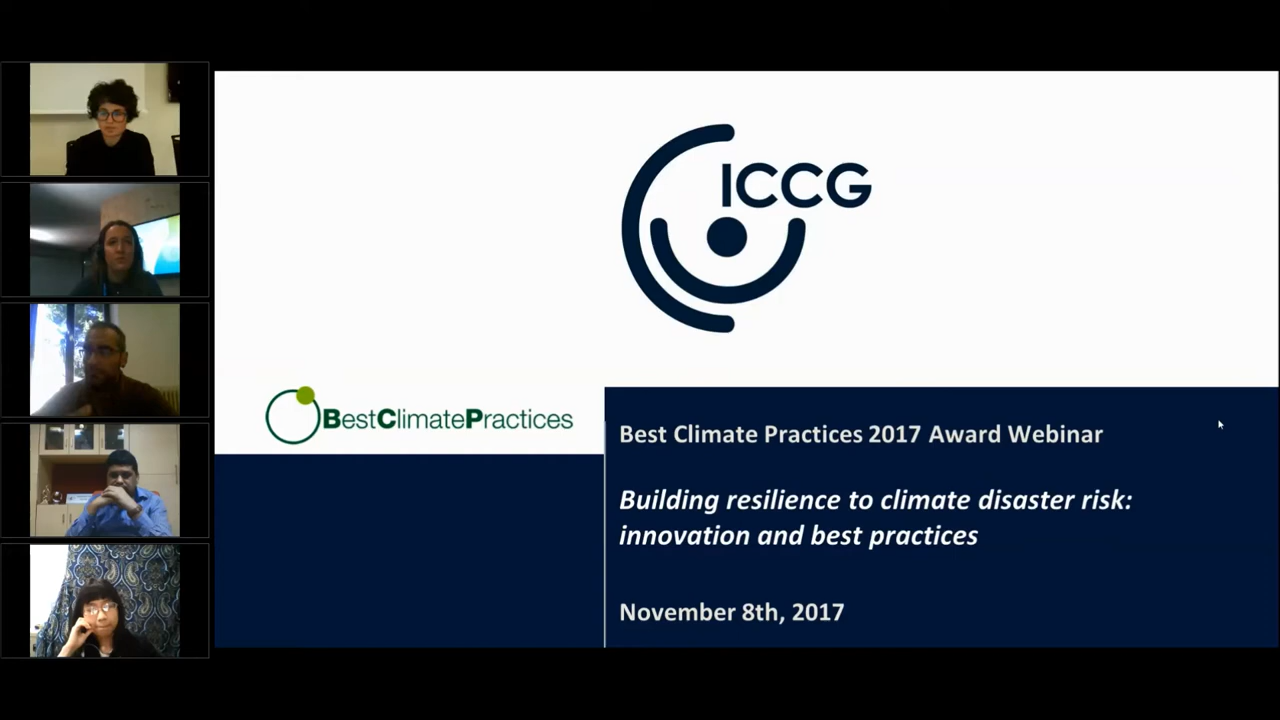 ICCG
BestClimatePractices
Best Climate Practices 2017 Award Webinar
Building resilience to climate disaster risk:
innovation and best practices
November 8th, 2017